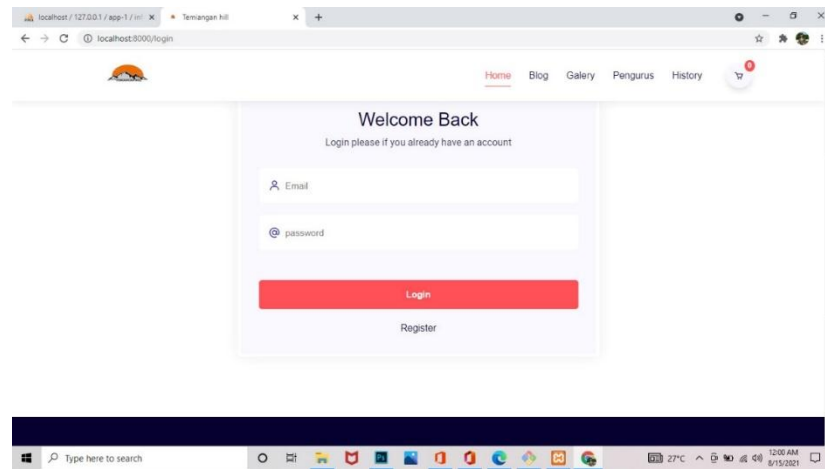 localhost / 127.0.0.1 / app-1 / inf
Temiangan hill
localhost:8000/login
Home Blog Galery Pengurus History
0
Welcome Back
Login please if you already have an account
Email
password
Login
Register
Type here to search
27°C
12:00 AM
8/15/2021